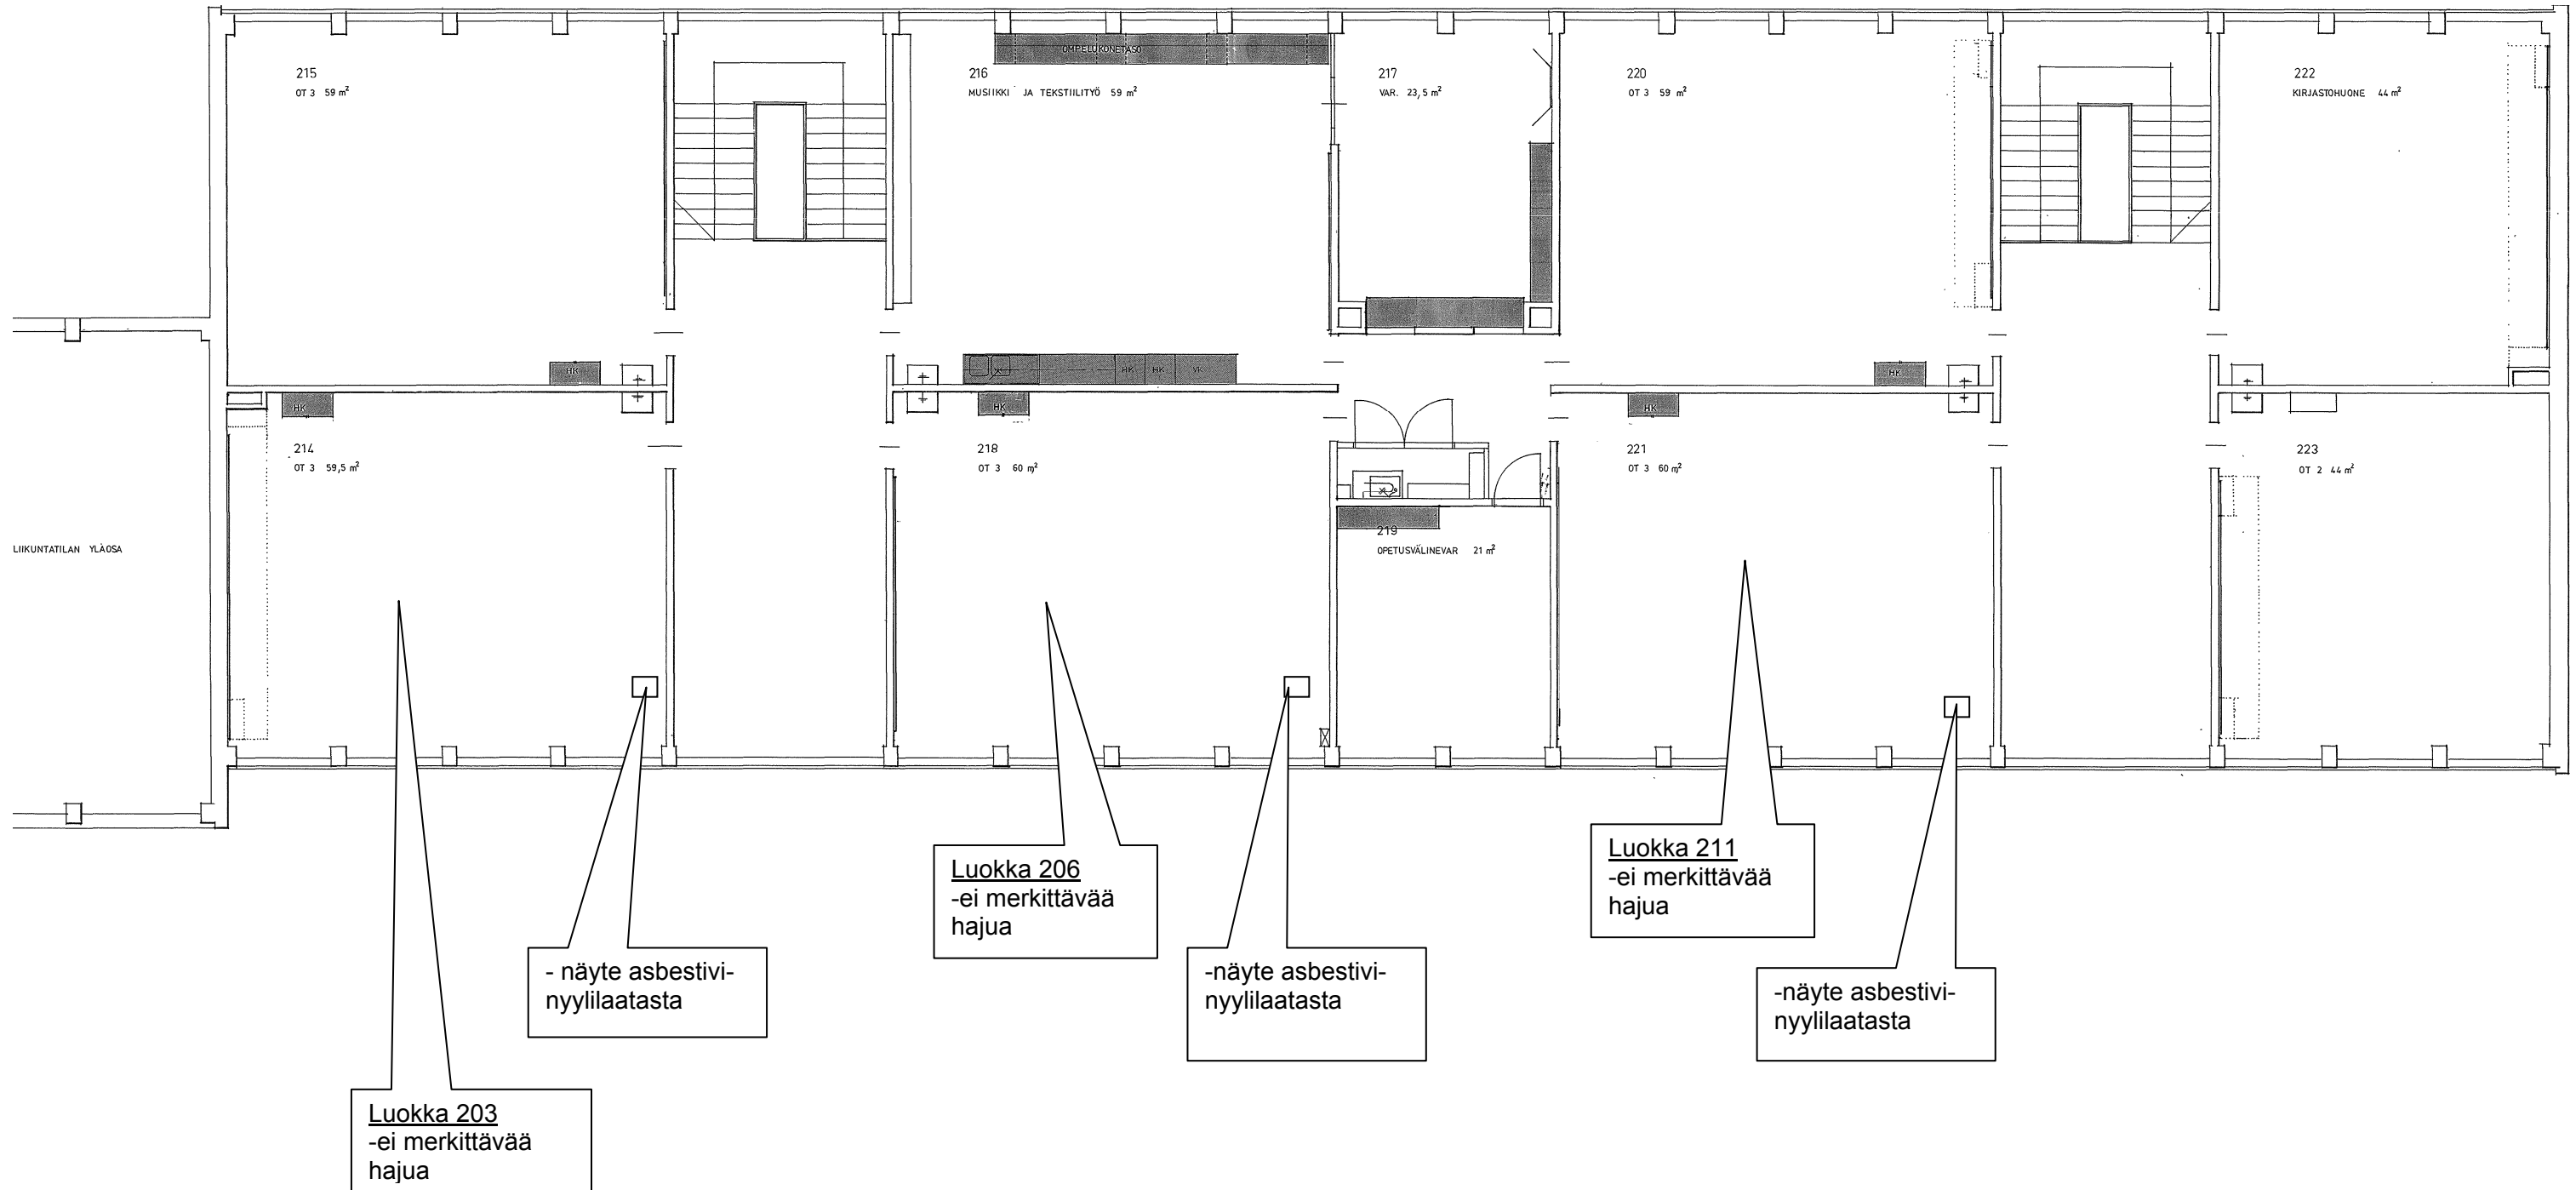 OMPELUKONETASO
215
OT 3 59 m²
216
MUSIIKKI JA TEKSTIILITYÖ 59 m²
217
VAR. 23,5 m²
220
OT 3 59 m²
222
KIRJASTOHUONE 44 m²
HK
HK
HK
VK
HK
HK
HK
HK
214
OT 3 59,5 m²
218
OT 3 60 m²
221
OT 3 60 m²
223
OT 2 44 m²
219
OPETUSVÄLINEVAR 21 m²
LIIKUNTATILAN YLÄOSA
Luokka 206
-ei merkittävää
hajua
Luokka 211
-ei merkittävää
hajua
- näyte asbestivi-
nyylilaatasta
-näyte asbestivi-
nyylilaatasta
-näyte asbestivi-
nyylilaatasta
Luokka 203
-ei merkittävää
hajua